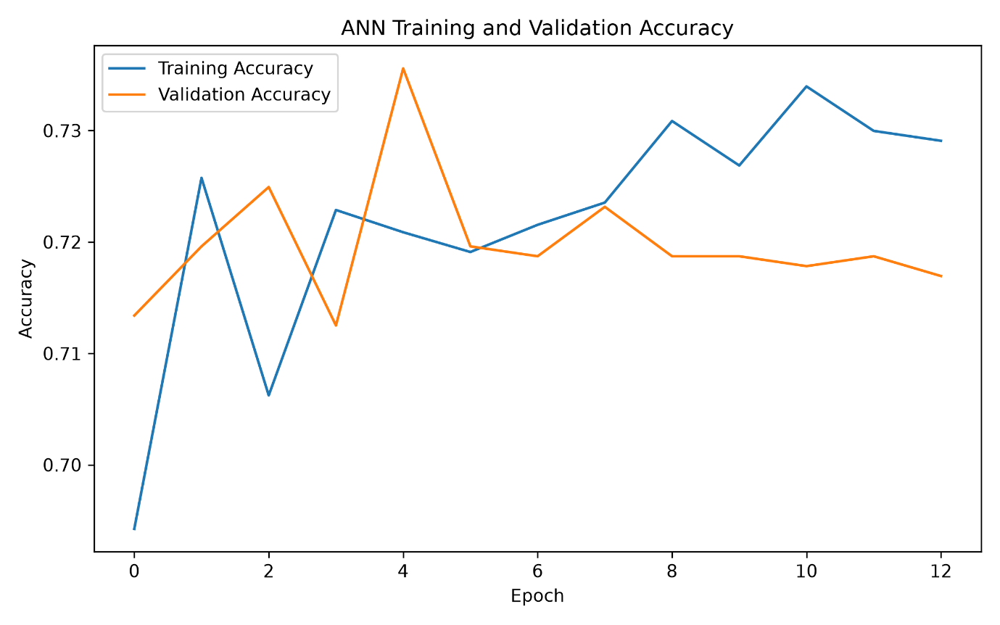 ANN Training and Validation Accuracy
Training Accuracy
Validation Accuracy
Accuracy
0.73
0.72
0.71
0.70
0 2 4 6 8 10 12
Epoch